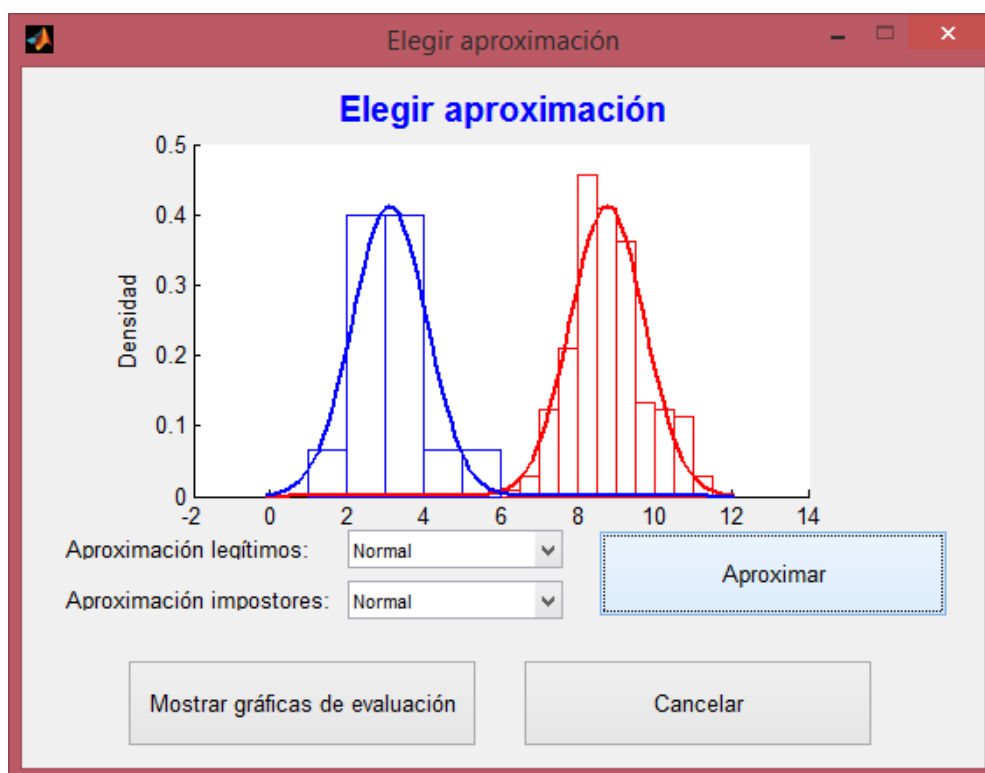 Elegir aproximación
Elegir aproximación
0.5
0.4
0.3
0.2
0.1
0
Densidad
-2 0 2 4 6 8 10 12 14
Aproximación legítimos: Normal
Aproximar
Aproximación impostores: Normal
Mostrar gráficas de evaluación
Cancelar